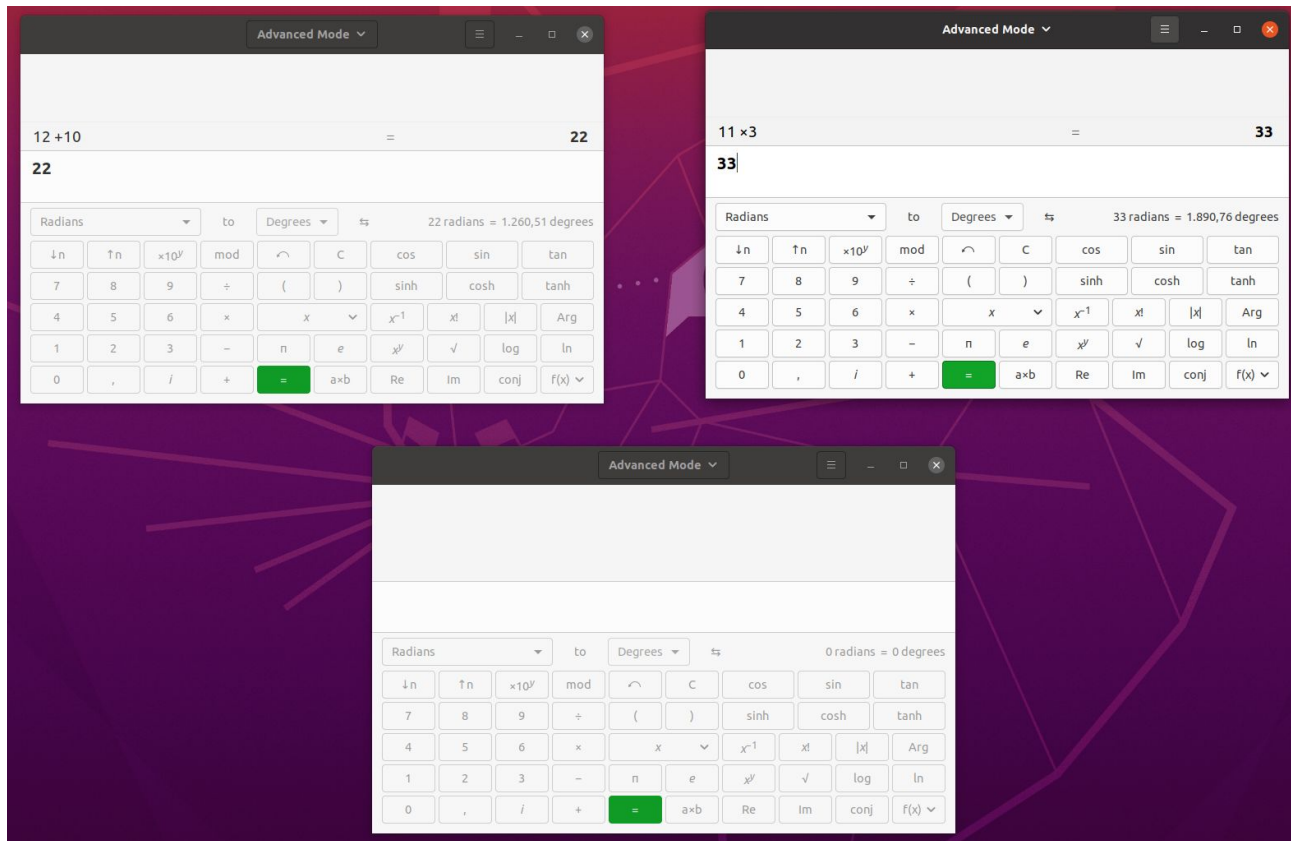 Advanced Mode
12 +10 = 22
22
Radians to Degrees ⇆ 22 radians = 1.260,51 degrees
↓n ↑n ×10ʸ mod C cos sin tan
7 8 9 ÷ ( ) sinh cosh tanh
4 5 6 × x x⁻¹ x! |x| Arg
1 2 3 − π e xʸ √ log ln
0 , i + = a×b Re Im conj f(x)
Advanced Mode
11 ×3 = 33
33
Radians to Degrees ⇆ 33 radians = 1.890,76 degrees
↓n ↑n ×10ʸ mod C cos sin tan
7 8 9 ÷ ( ) sinh cosh tanh
4 5 6 × x x⁻¹ x! |x| Arg
1 2 3 − π e xʸ √ log ln
0 , i + = a×b Re Im conj f(x)
Advanced Mode
Radians to Degrees ⇆ 0 radians = 0 degrees
↓n ↑n ×10ʸ mod C cos sin tan
7 8 9 ÷ ( ) sinh cosh tanh
4 5 6 × x x⁻¹ x! |x| Arg
1 2 3 − π e xʸ √ log ln
0 , i + = a×b Re Im conj f(x)